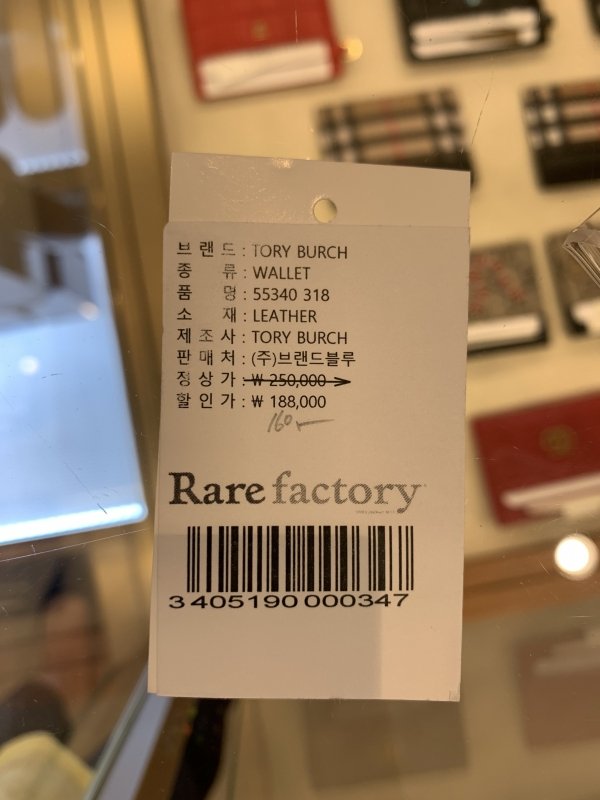 브 랜 드 : TORY BURCH
종 류 : WALLET
품 명 : 55340 318
소 재 : LEATHER
제 조 사 : TORY BURCH
판 매 처 : (주)브랜드블루
정 상 가 : ₩ 250,000
할 인 가 : ₩ 188,000
160,-
Rare factory
3 405190 000347